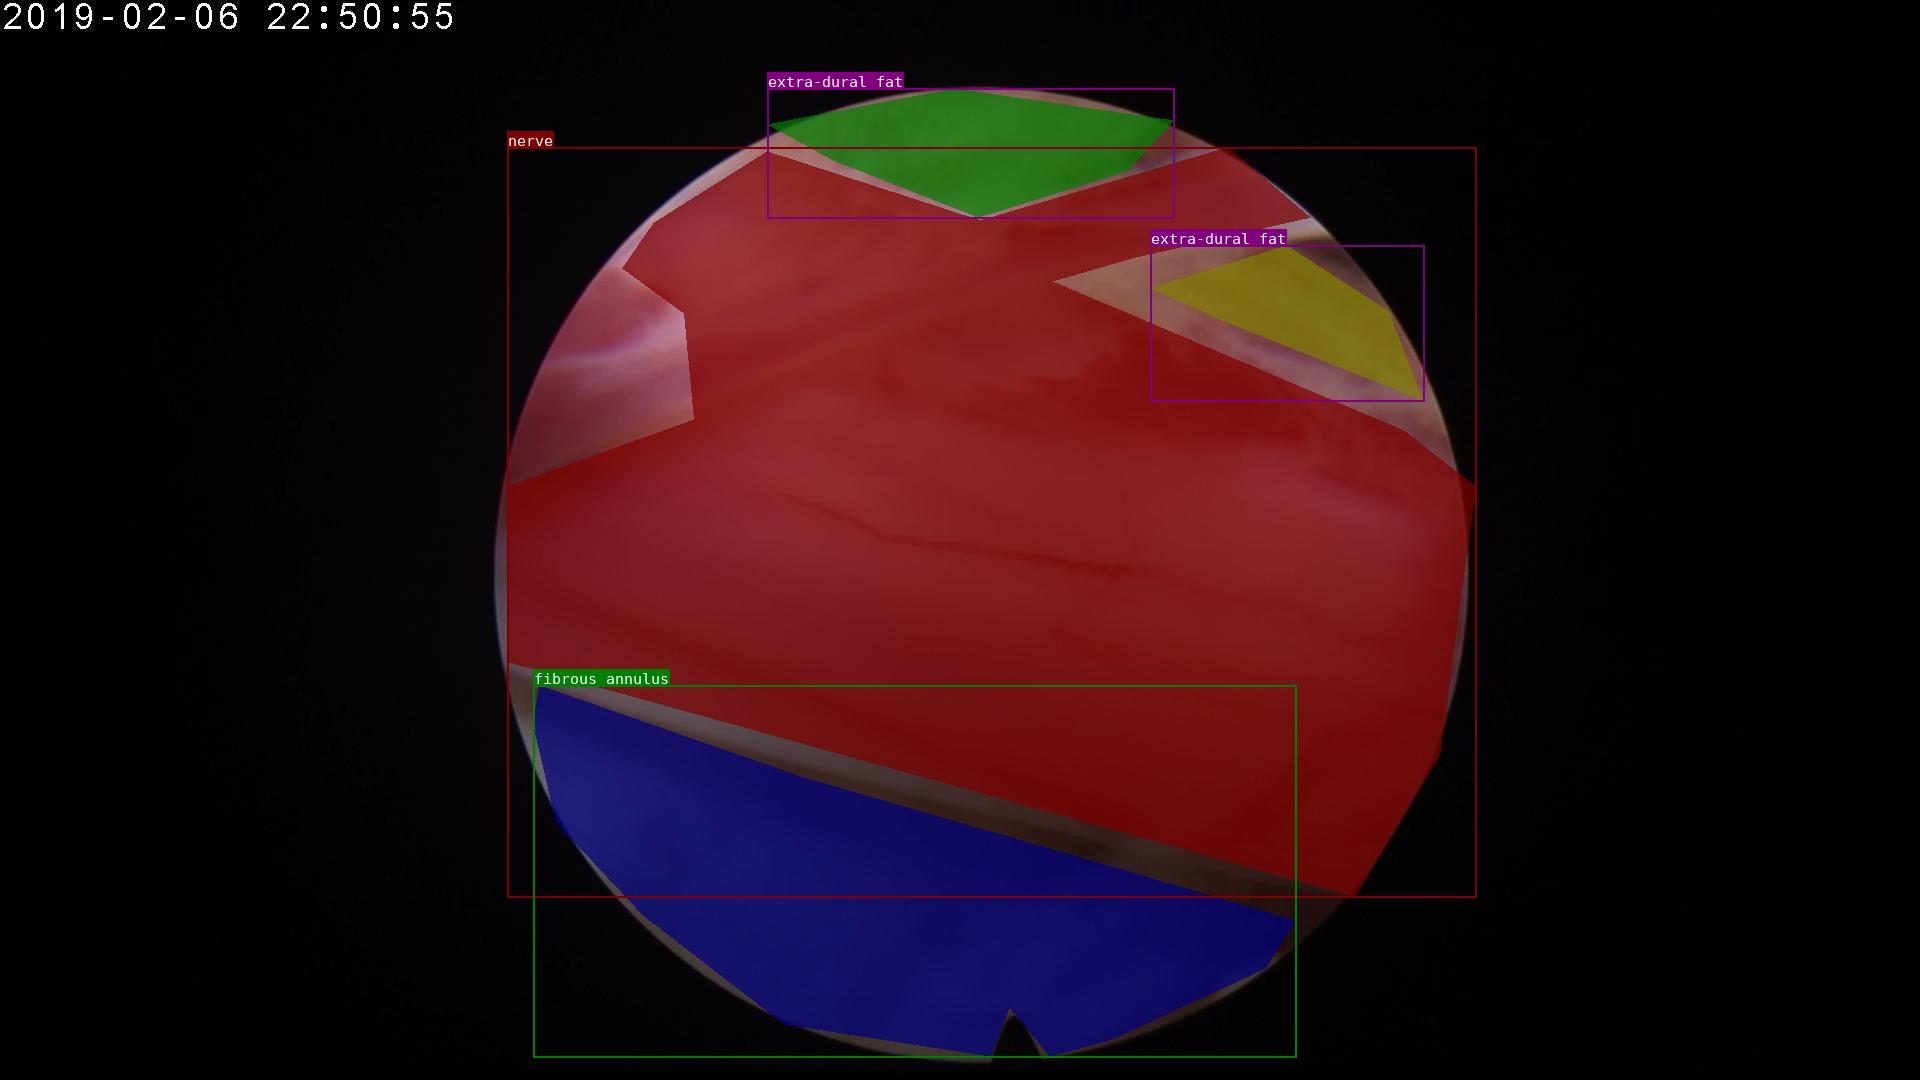 2019-02-06 22:50:55
extra-dural fat
nerve
extra-dural fat
fibrous annulus